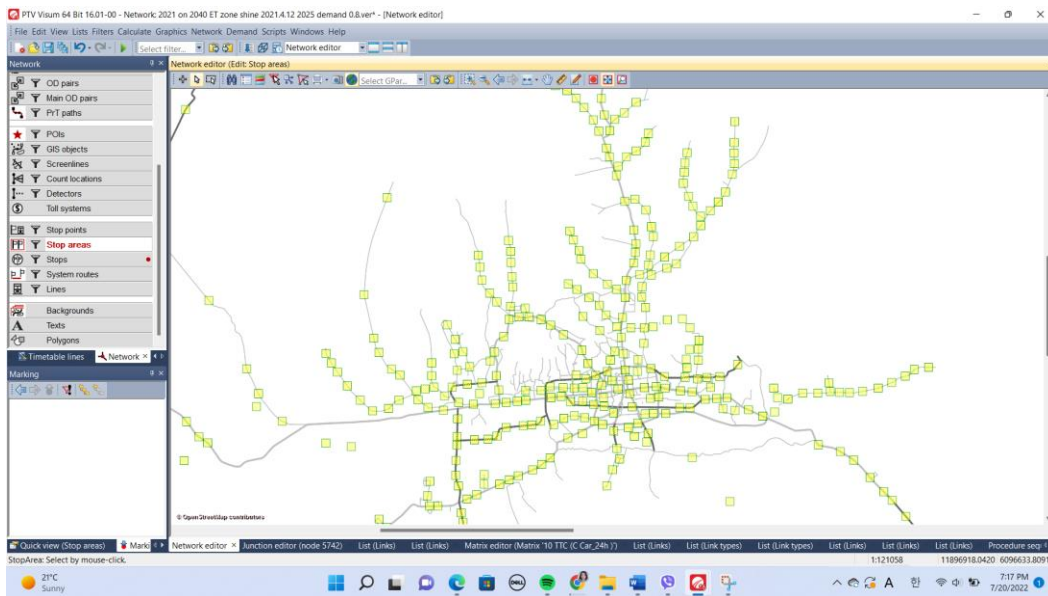 PTV Visum 64 Bit 16.01-00 - Network: 2021 on 2040 ET zone shine 2021.4.12 2025 demand 0.8.ver* - [Network editor]
File Edit View Lists Filters Calculate Graphics Network Demand Scripts Windows Help
Select filter... Network editor
Network
Network editor (Edit: Stop areas)
Select GPar...
OD pairs
Main OD pairs
PrT paths
POIs
GIS objects
Screenlines
Count locations
Detectors
Toll systems
Stop points
Stop areas
Stops
System routes
Lines
Backgrounds
Texts
Polygons
Timetable lines Network
Marking
© OpenStreetMap contributors
Quick view (Stop areas) Marki Network editor Junction editor (node 5742) List (Links) List (Links) Matrix editor (Matrix '10 TTC (C Car_24h )') List (Links) List (Link types) List (Link types) List (Links) List (Links) List (Links) Procedure seq
StopArea: Select by mouse-click. 1:121058 11896918.0420 6096633.8091
21°C
Sunny
DELL
A 한
7:17 PM
7/20/2022
1